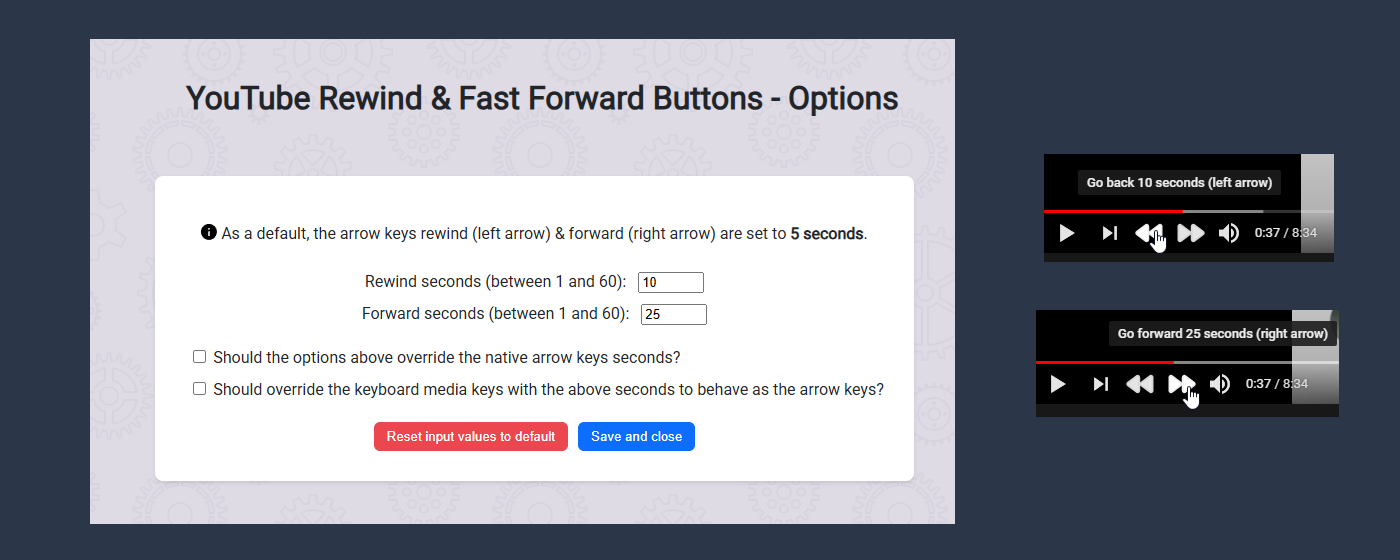 YouTube Rewind & Fast Forward Buttons - Options
As a default, the arrow keys rewind (left arrow) & forward (right arrow) are set to 5 seconds.
Rewind seconds (between 1 and 60): 10
Forward seconds (between 1 and 60): 25
Should the options above override the native arrow keys seconds?
Should override the keyboard media keys with the above seconds to behave as the arrow keys?
Reset input values to default
Save and close
Go back 10 seconds (left arrow)
0:37 / 8:34
Go forward 25 seconds (right arrow)
0:37 / 8:34